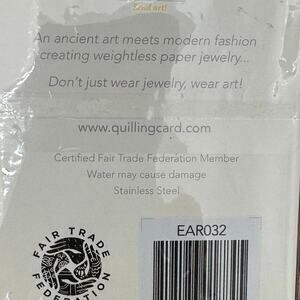 An ancient art meets modern fashion
creating weightless paper jewelry...
Don't just wear jewelry, wear art!
www.quillingcard.com
Certified Fair Trade Federation Member
Water may cause damage
Stainless Steel
FAIR TRADE
FEDERATION
EAR032